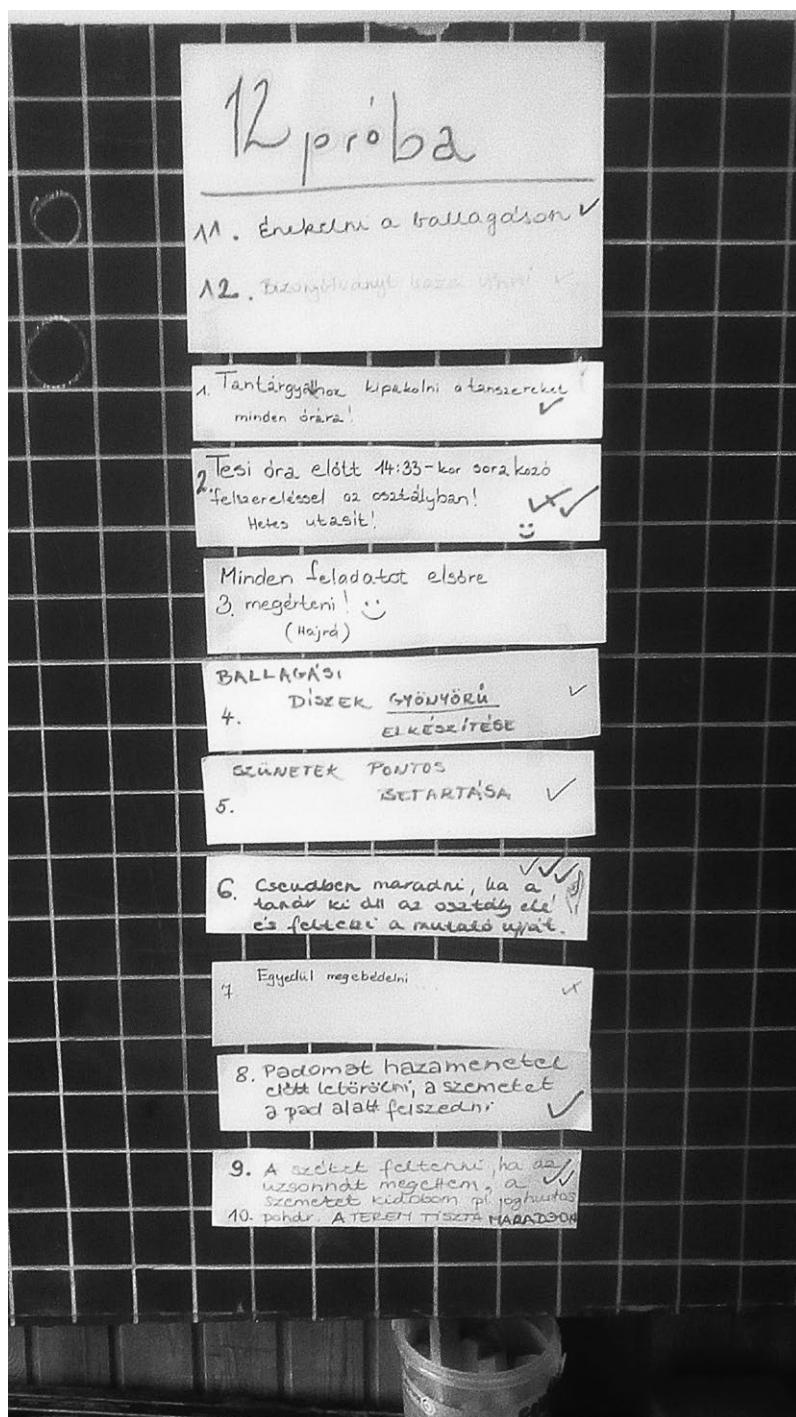 12 próba
11. Énekelni a ballagáson ✓
12. Bizonyítványt haza vinni ✓
1. Tantárgyakhoz kipakolni a tanszereket
minden órára! ✓
2. Tesi óra előtt 14:33-kor sorakozó
felszereléssel az osztályban!
Hetes utasít!
Minden feladatot elsőre
3. megérteni!
(Hajrá)
BALLAGÁSI
DÍSZEK GYÖNYÖRŰ
4.
ELKÉSZÍTÉSE
SZÜNETEK PONTOS
BETARTÁSA
5.
6. Csendben maradni, ha a
tanár ki áll az osztály elé
és felteszi a mutató ujját.
7 Egyedül megebédelni
8. Padomat hazamenetel
előtt letörölni, a szemetet
a pad alatt felszedni
9. A széket feltenni, ha az
uzsonnát megettem, a
szemetet kidobom pl. joghurtos
10. pohár. A TEREM TISZTA MARADJON